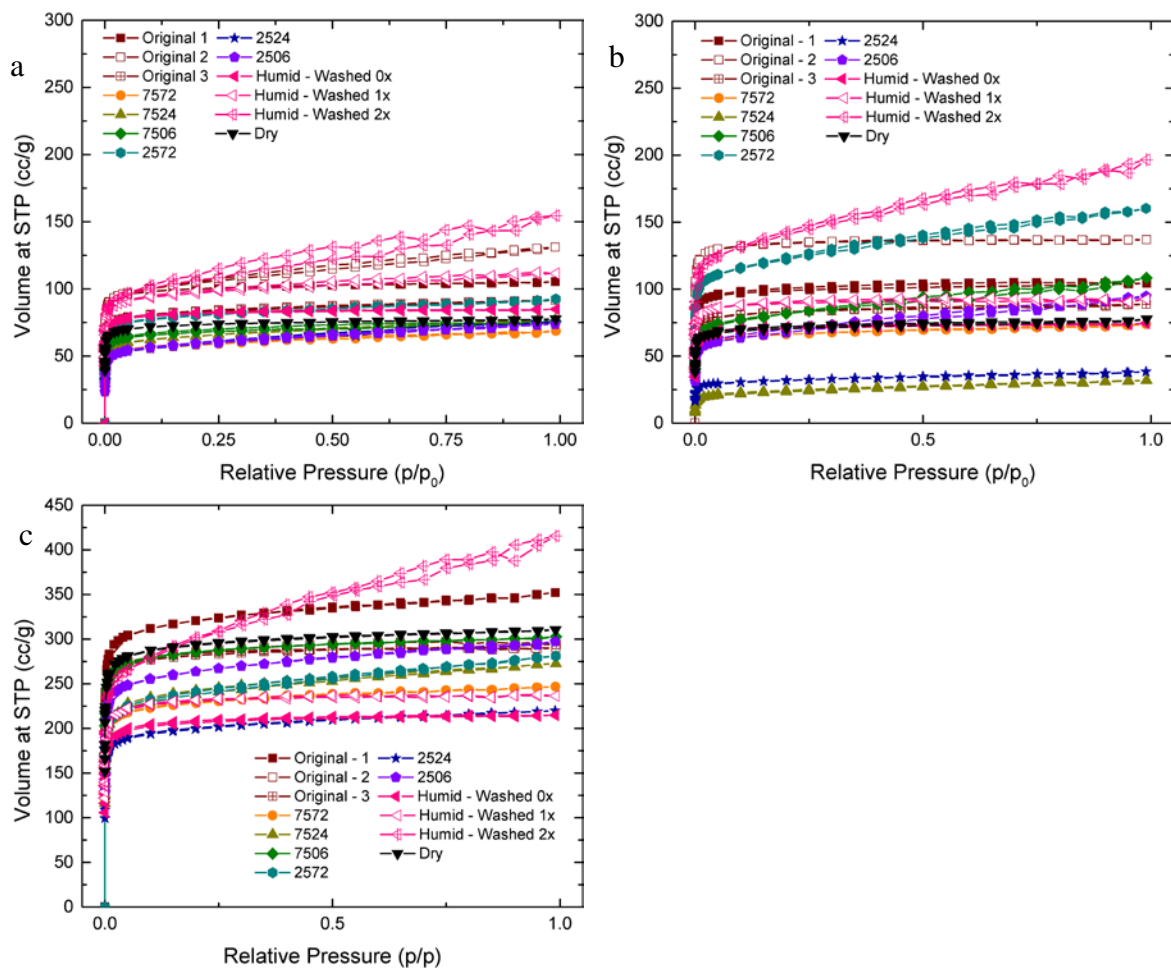 a
Original 1
Original 2
Original 3
7572
7524
7506
2572
2524
2506
Humid - Washed 0x
Humid - Washed 1x
Humid - Washed 2x
Dry
300
250
200
150
100
50
0
Volume at STP (cc/g)
0.00 0.25 0.50 0.75 1.00
Relative Pressure (p/p₀)
b
Original - 1
Original - 2
Original - 3
7572
7524
7506
2572
2524
2506
Humid - Washed 0x
Humid - Washed 1x
Humid - Washed 2x
Dry
300
250
200
150
100
50
0
Volume at STP (cc/g)
0.0 0.5 1.0
Relative Pressure (p/p₀)
c
450
400
350
300
250
200
150
100
50
0
Volume at STP (cc/g)
Original - 1
Original - 2
Original - 3
7572
7524
7506
2572
2524
2506
Humid - Washed 0x
Humid - Washed 1x
Humid - Washed 2x
Dry
0.0 0.5 1.0
Relative Pressure (p/p)